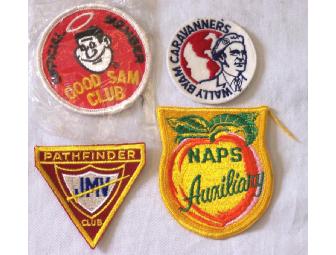 OFFICIAL MEMBER
GOOD SAM
CLUB
WALLY BYAM CARAVANNERS
PATHFINDER
JMV
CLUB
NAPS
Auxiliary